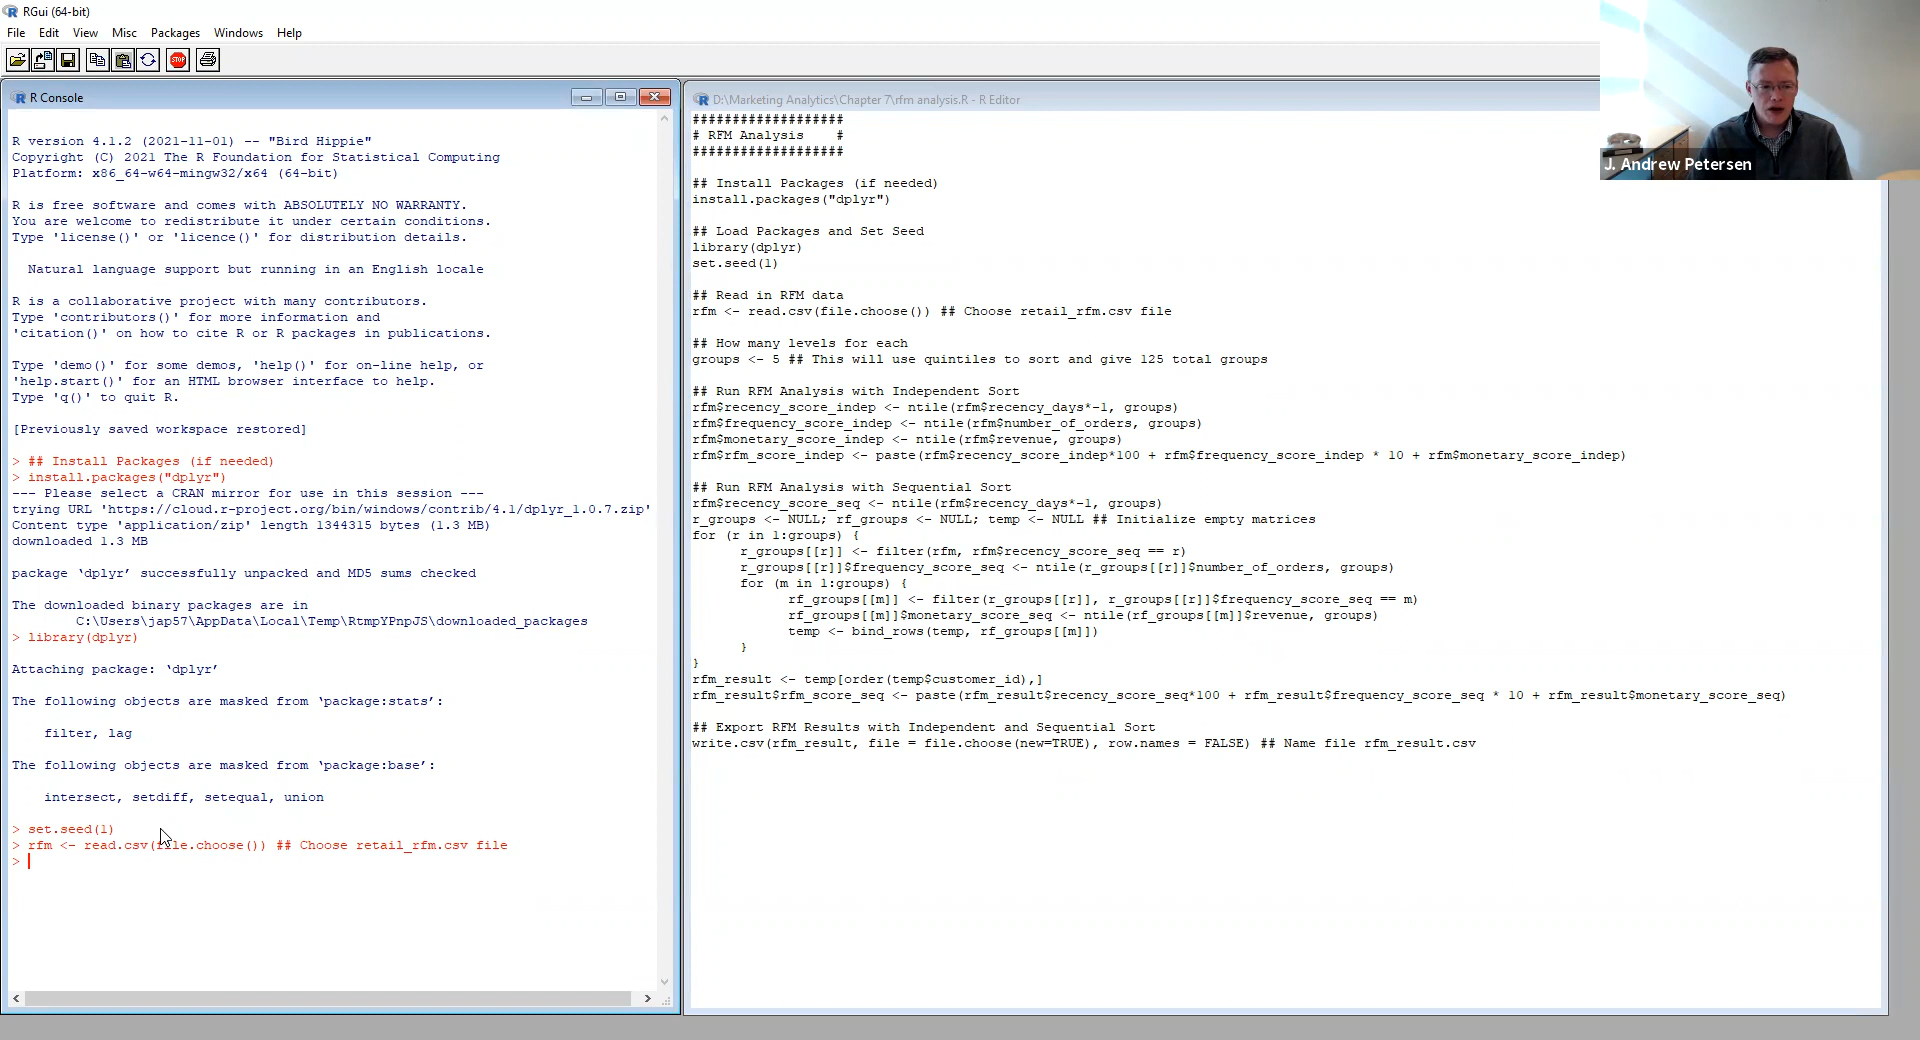 RGui (64-bit)
File Edit View Misc Packages Windows Help
STOP
R Console
R version 4.1.2 (2021-11-01) -- "Bird Hippie"
Copyright (C) 2021 The R Foundation for Statistical Computing
Platform: x86_64-w64-mingw32/x64 (64-bit)
R is free software and comes with ABSOLUTELY NO WARRANTY.
You are welcome to redistribute it under certain conditions.
Type 'license()' or 'licence()' for distribution details.
Natural language support but running in an English locale
R is a collaborative project with many contributors.
Type 'contributors()' for more information and
'citation()' on how to cite R or R packages in publications.
Type 'demo()' for some demos, 'help()' for on-line help, or
'help.start()' for an HTML browser interface to help.
Type 'q()' to quit R.
[Previously saved workspace restored]
> ## Install Packages (if needed)
> install.packages("dplyr")
--- Please select a CRAN mirror for use in this session ---
trying URL 'https://cloud.r-project.org/bin/windows/contrib/4.1/dplyr_1.0.7.zip'
Content type 'application/zip' length 1344315 bytes (1.3 MB)
downloaded 1.3 MB
package ‘dplyr’ successfully unpacked and MD5 sums checked
The downloaded binary packages are in
C:\Users\jap57\AppData\Local\Temp\RtmpYPnpJS\downloaded_packages
> library(dplyr)
Attaching package: ‘dplyr’
The following objects are masked from ‘package:stats’:
filter, lag
The following objects are masked from ‘package:base’:
intersect, setdiff, setequal, union
> set.seed(1)
> rfm <- read.csv(file.choose()) ## Choose retail_rfm.csv file
>
D:\Marketing Analytics\Chapter 7\rfm analysis.R - R Editor
###################
# RFM Analysis    #
###################
## Install Packages (if needed)
install.packages("dplyr")
## Load Packages and Set Seed
library(dplyr)
set.seed(1)
## Read in RFM data
rfm <- read.csv(file.choose()) ## Choose retail_rfm.csv file
## How many levels for each
groups <- 5 ## This will use quintiles to sort and give 125 total groups
## Run RFM Analysis with Independent Sort
rfm$recency_score_indep <- ntile(rfm$recency_days*-1, groups)
rfm$frequency_score_indep <- ntile(rfm$number_of_orders, groups)
rfm$monetary_score_indep <- ntile(rfm$revenue, groups)
rfm$rfm_score_indep <- paste(rfm$recency_score_indep*100 + rfm$frequency_score_indep * 10 + rfm$monetary_score_indep)
## Run RFM Analysis with Sequential Sort
rfm$recency_score_seq <- ntile(rfm$recency_days*-1, groups)
r_groups <- NULL; rf_groups <- NULL; temp <- NULL ## Initialize empty matrices
for (r in 1:groups) {
r_groups[[r]] <- filter(rfm, rfm$recency_score_seq == r)
r_groups[[r]]$frequency_score_seq <- ntile(r_groups[[r]]$number_of_orders, groups)
for (m in 1:groups) {
rf_groups[[m]] <- filter(r_groups[[r]], r_groups[[r]]$frequency_score_seq == m)
rf_groups[[m]]$monetary_score_seq <- ntile(rf_groups[[m]]$revenue, groups)
temp <- bind_rows(temp, rf_groups[[m]])
}
}
rfm_result <- temp[order(temp$customer_id),]
rfm_result$rfm_score_seq <- paste(rfm_result$recency_score_seq*100 + rfm_result$frequency_score_seq * 10 + rfm_result$monetary_score_seq)
## Export RFM Results with Independent and Sequential Sort
write.csv(rfm_result, file = file.choose(new=TRUE), row.names = FALSE) ## Name file rfm_result.csv
J. Andrew Petersen